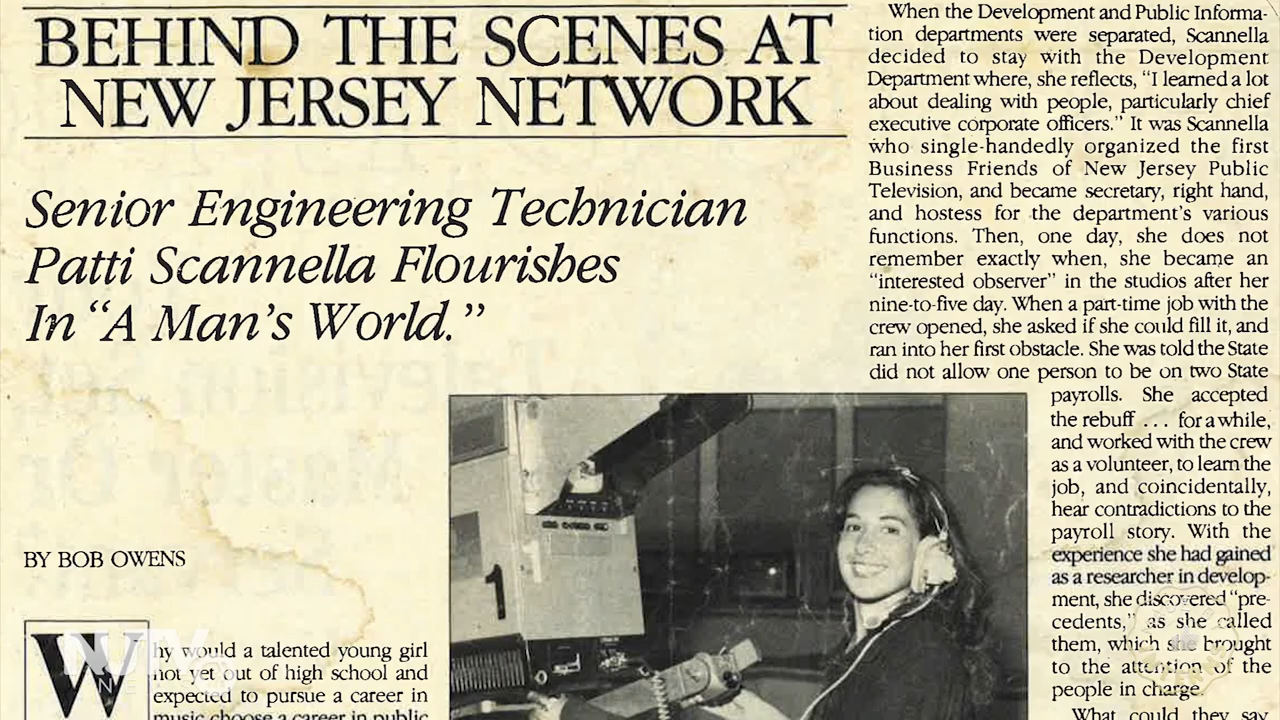 BEHIND THE SCENES AT
NEW JERSEY NETWORK
Senior Engineering Technician
Patti Scannella Flourishes
In “A Man’s World.”
BY BOB OWENS
Why would a talented young girl
not yet out of high school and
expected to pursue a career in
music choose a career in public
1
When the Development and Public Informa-
tion departments were separated, Scannella
decided to stay with the Development
Department where, she reflects, “I learned a lot
about dealing with people, particularly chief
executive corporate officers.” It was Scannella
who single-handedly organized the first
Business Friends of New Jersey Public
Television, and became secretary, right hand,
and hostess for the department’s various
functions. Then, one day, she does not
remember exactly when, she became an
“interested observer” in the studios after her
nine-to-five day. When a part-time job with the
crew opened, she asked if she could fill it, and
ran into her first obstacle. She was told the State
did not allow one person to be on two State
payrolls. She accepted
the rebuff ... for a while,
and worked with the crew
as a volunteer, to learn the
job, and coincidentally,
hear contradictions to the
payroll story. With the
experience she had gained
as a researcher in develop-
ment, she discovered “pre-
cedents,” as she called
them, which she brought
to the attention of the
people in charge.
What could they say